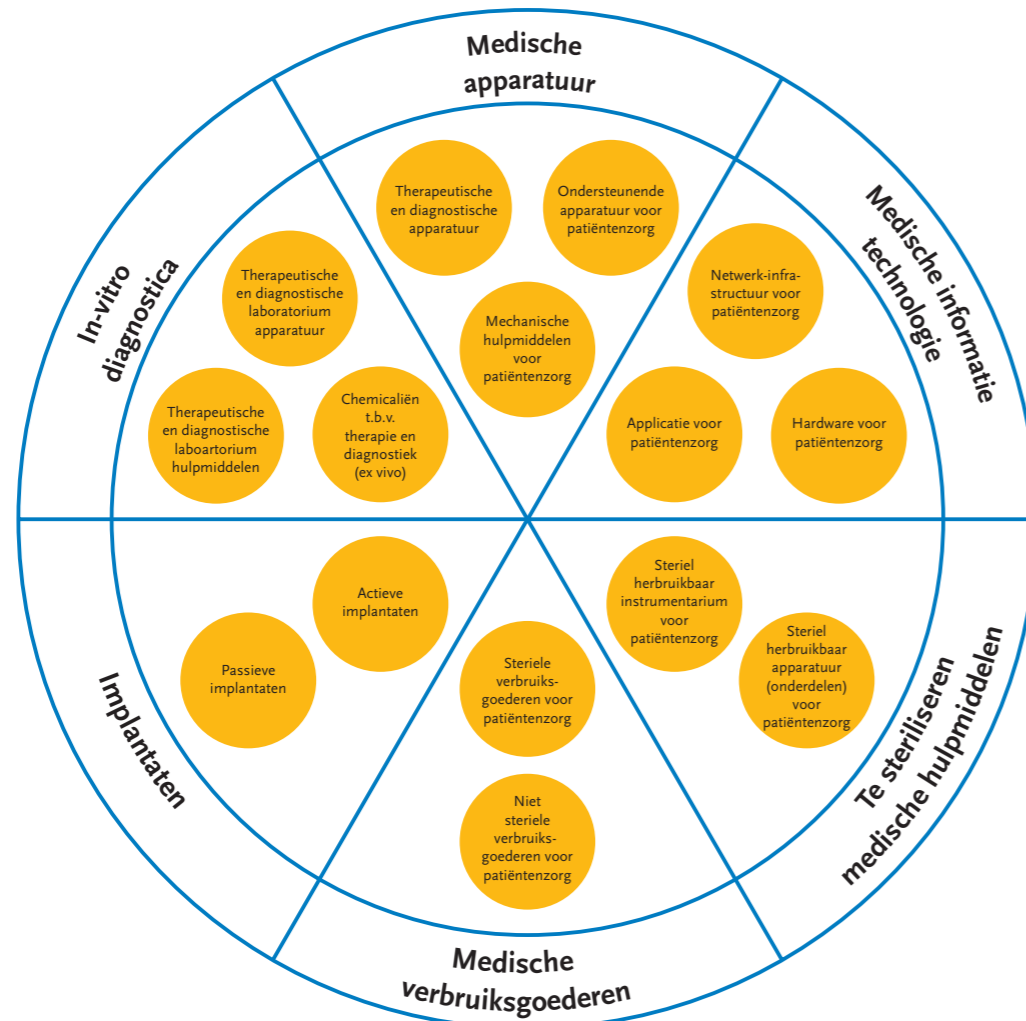 Medische
apparatuur
Therapeutische
en diagnostische
apparatuur
Ondersteunende
apparatuur voor
patiëntenzorg
Mechanische
hulpmiddelen
voor
patiëntenzorg
Medische informatie
technologie
Netwerk-infra-
structuur voor
patiëntenzorg
Applicatie voor
patiëntenzorg
Hardware voor
patiëntenzorg
Te steriliseren
medische hulpmiddelen
Steriel
herbruikbaar
instrumentarium
voor
patiëntenzorg
Steriel
herbruikbaar
apparatuur
(onderdelen)
voor
patiëntenzorg
Medische
verbruiksgoederen
Steriele
verbruiks-
goederen voor
patiëntenzorg
Niet
steriele
verbruiks-
goederen voor
patiëntenzorg
Implantaten
Actieve
implantaten
Passieve
implantaten
In-vitro
diagnostica
Therapeutische
en diagnostische
laboratorium
apparatuur
Therapeutische
en diagnostische
laboartorium
hulpmiddelen
Chemicaliën
t.b.v.
therapie en
diagnostiek
(ex vivo)